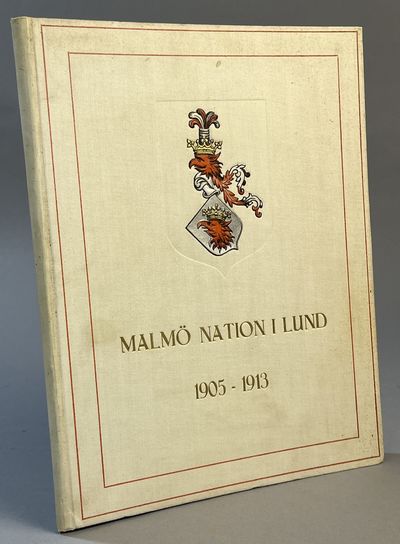 MALMÖ NATION I LUND
1905 - 1913